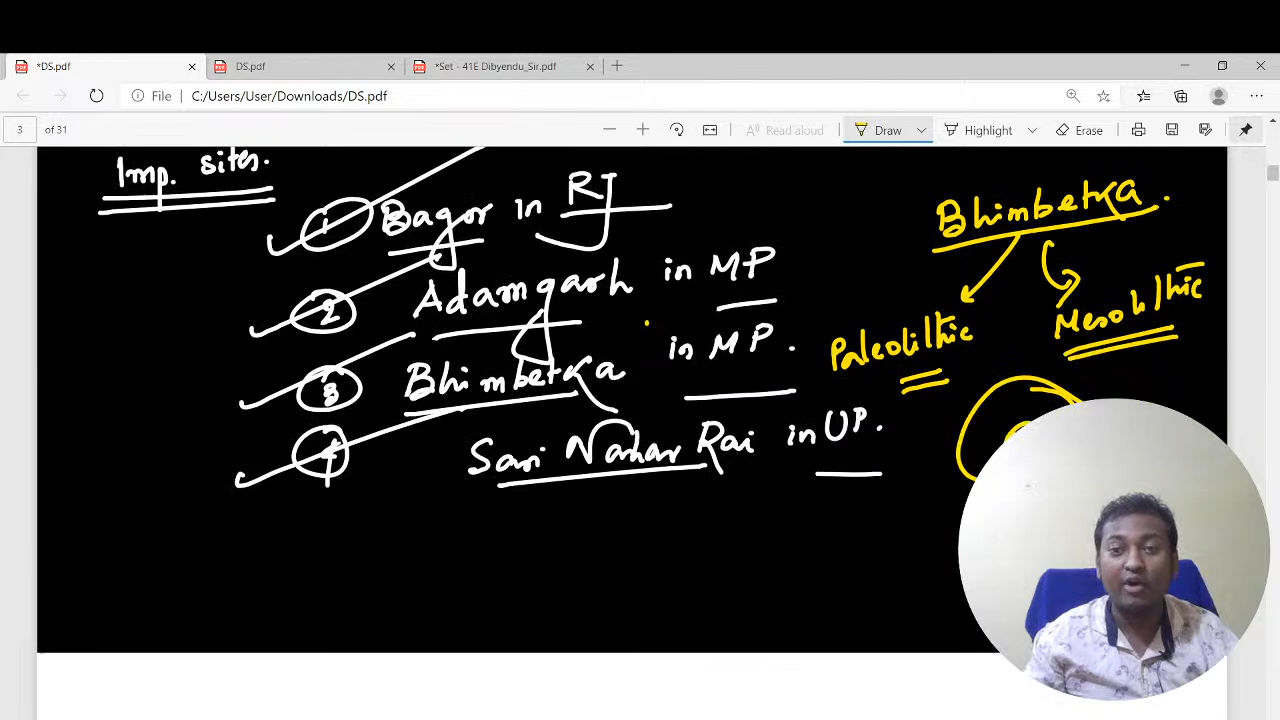 *DS.pdf
DS.pdf
*Set - 41E Dibyendu_Sir.pdf
File
C:/Users/User/Downloads/DS.pdf
3 of 31
Read aloud
Draw
Highlight
Erase
Imp. Sites.
1 Bagor in RJ
2 Adamgarh in MP
3 Bhimbetka in MP.
4 Sari Nahar Rai in UP.
Bhimbetka.
Paleolithic
Mesolithic